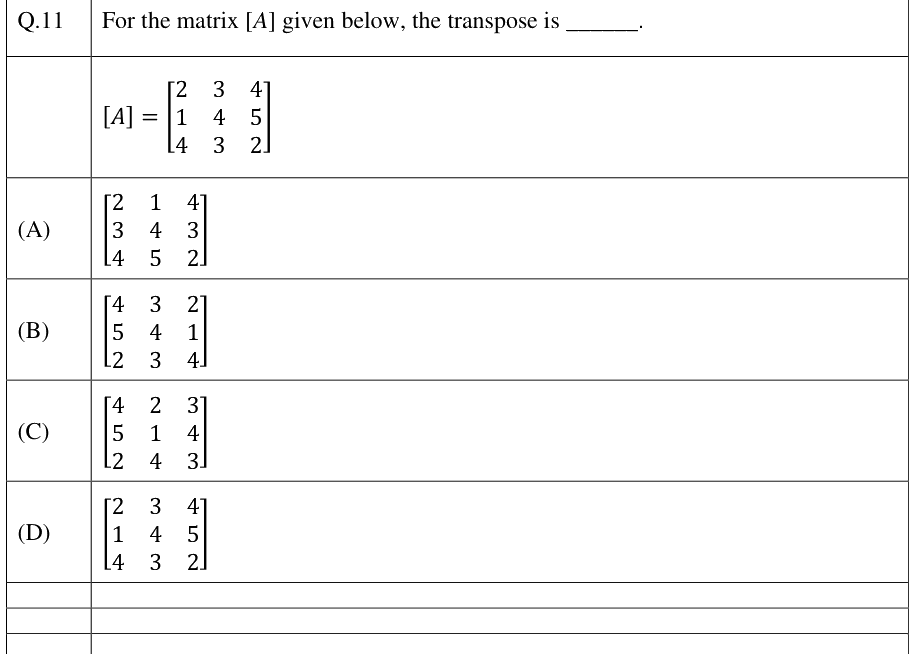 Q.11 For the matrix [A] given below, the transpose is ______.
[A] = [2 3 4
1 4 5
4 3 2]
(A) [2 1 4
3 4 3
4 5 2]
(B) [4 3 2
5 4 1
2 3 4]
(C) [4 2 3
5 1 4
2 4 3]
(D) [2 3 4
1 4 5
4 3 2]